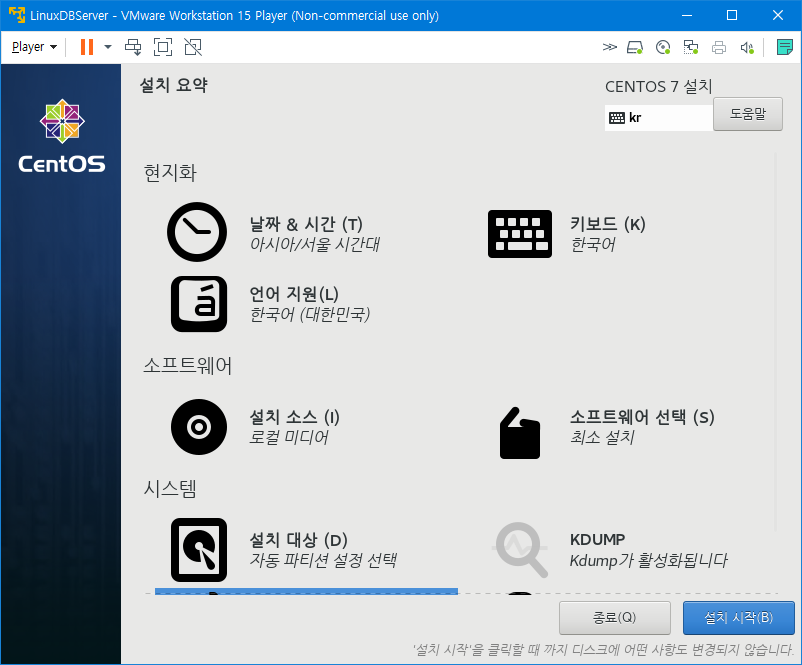 LinuxDBServer - VMware Workstation 15 Player (Non-commercial use only)
Player
CentOS
설치 요약
CENTOS 7 설치
kr
도움말
현지화
날짜 & 시간 (T)
아시아/서울 시간대
키보드 (K)
한국어
언어 지원(L)
한국어 (대한민국)
소프트웨어
설치 소스 (I)
로컬 미디어
소프트웨어 선택 (S)
최소 설치
시스템
설치 대상 (D)
자동 파티션 설정 선택
KDUMP
Kdump가 활성화됩니다
종료(Q)
설치 시작(B)
'설치 시작'을 클릭할 때 까지 디스크에 어떤 사항도 변경되지 않습니다.